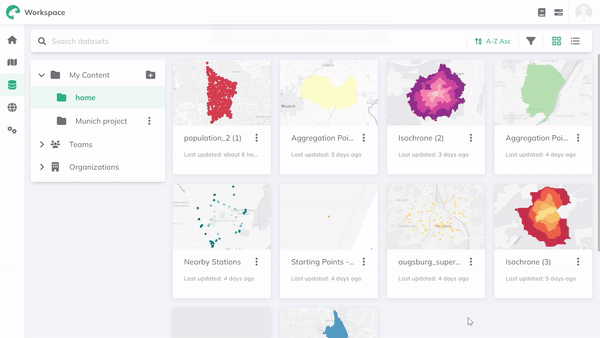 Workspace
Search datasets
A-Z Asc
My Content
home
Munich project
Teams
Organizations
population_2 (1)
Last updated: about 6 ho...
Aggregation Poi...
Last updated: 3 days ago
Isochrone (2)
Last updated: 3 days ago
Aggregation Poi...
Last updated: 4 days ago
Nearby Stations
Last updated: 4 days ago
Starting Points -...
Last updated: 4 days ago
augsburg_super...
Last updated: 4 days ago
Isochrone (3)
Last updated: 5 days ago
Munich